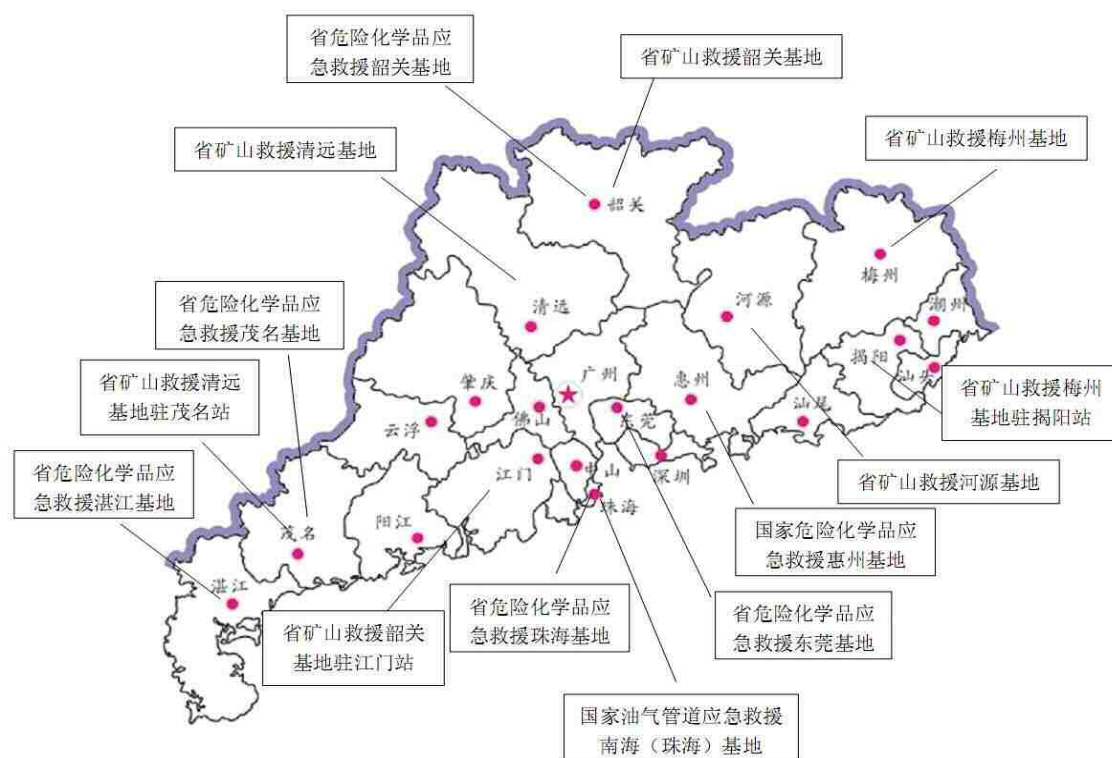 省危险化学品应
急救援韶关基地
省矿山救援韶关基地
省矿山救援清远基地
省矿山救援梅州基地
韶关
梅州
省危险化学品应
急救援茂名基地
清远
河源
潮州
揭阳
汕头
省矿山救援清远
基地驻茂名站
肇庆
广州
惠州
省矿山救援梅州
基地驻揭阳站
云浮
佛山
东莞
汕尾
省危险化学品应
急救援湛江基地
江门
中山
深圳
省矿山救援河源基地
珠海
茂名
阳江
国家危险化学品应
急救援惠州基地
湛江
省矿山救援韶关
基地驻江门站
省危险化学品应
急救援珠海基地
省危险化学品应
急救援东莞基地
国家油气管道应急救援
南海（珠海）基地